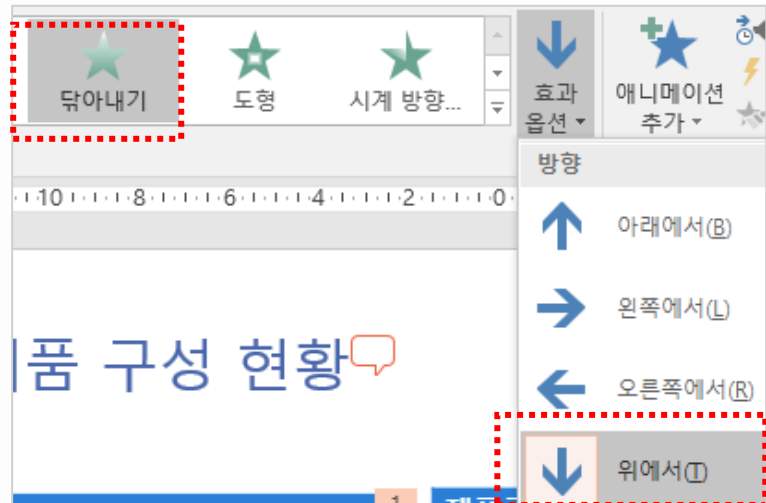 닦아내기
도형
시계 방향...
효과
옵션
애니메이션
추가
방향
10 8 6 4 2 0
아래에서(B)
왼쪽에서(L)
품 구성 현황
오른쪽에서(R)
위에서(T)
1